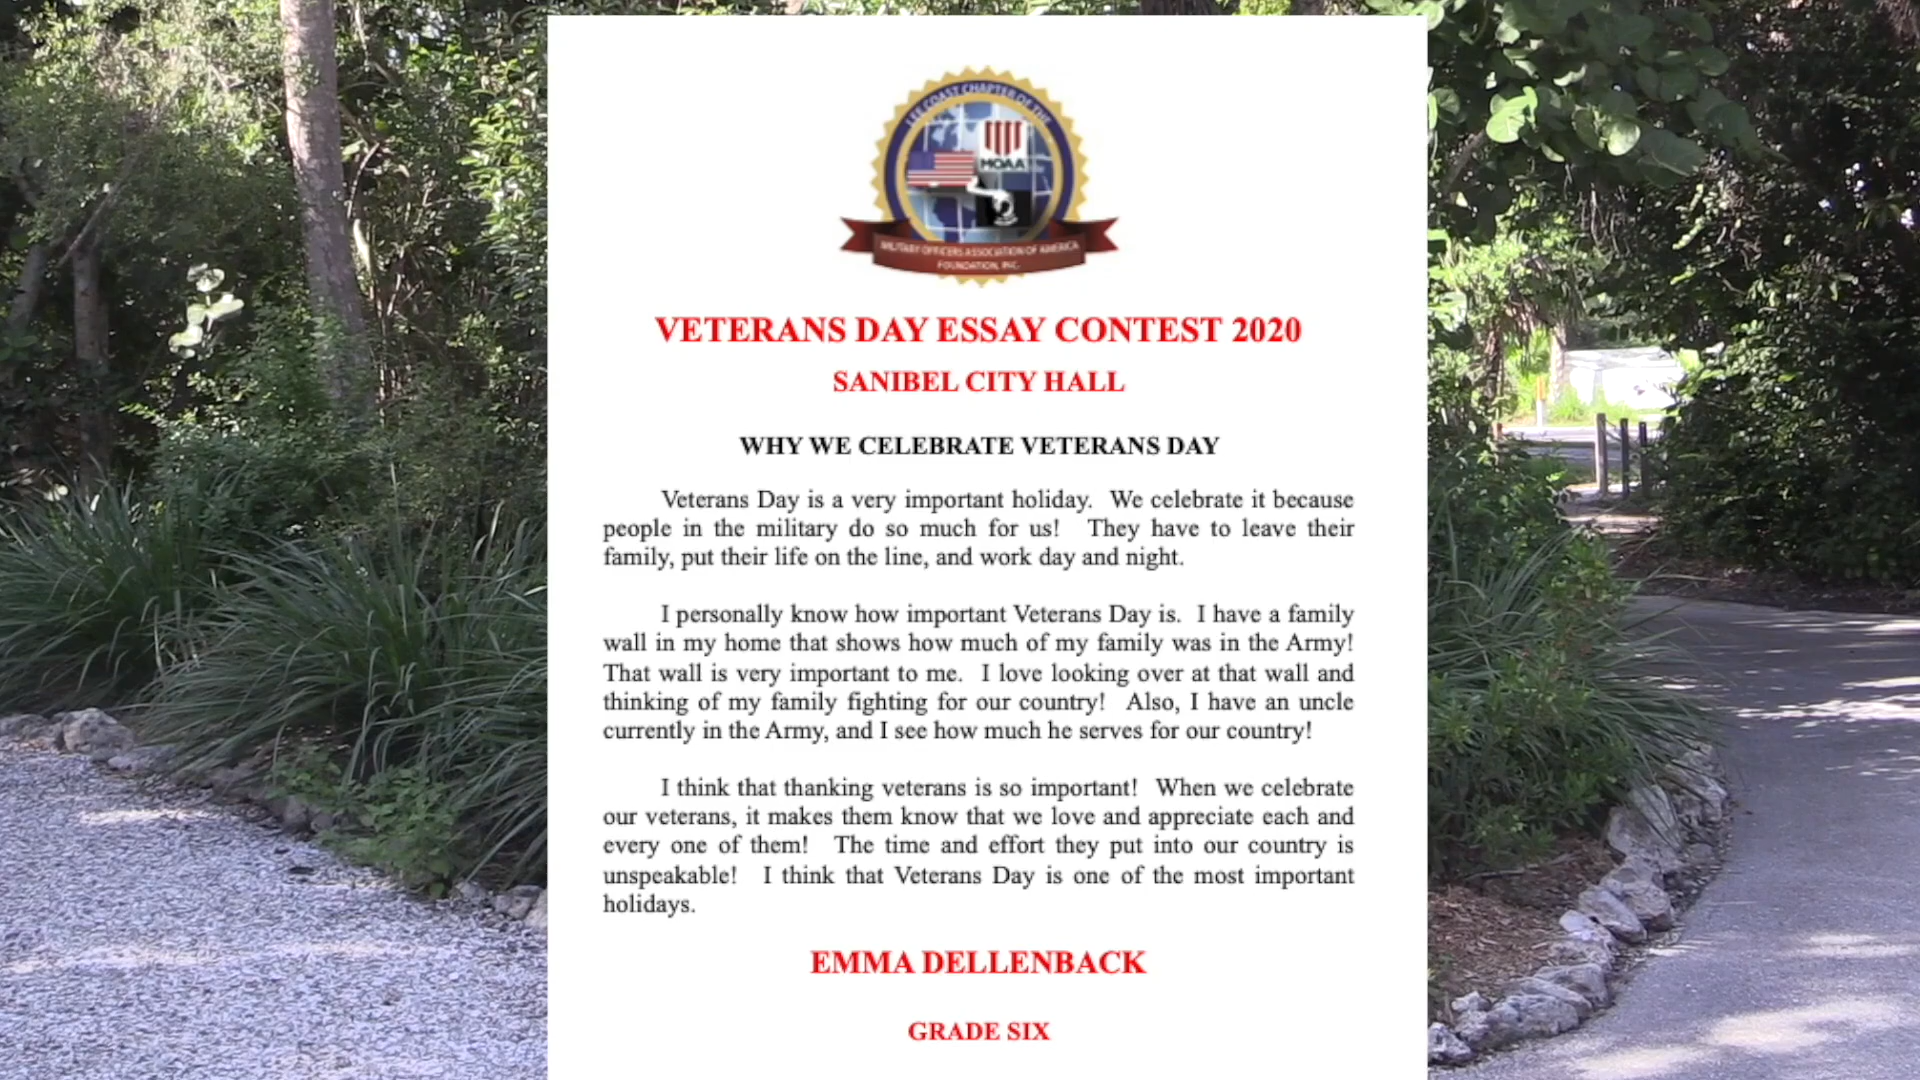 LEE COAST CHAPTER OF THE
MOAA
MILITARY OFFICERS ASSOCIATION OF AMERICA
FOUNDATION, INC.
VETERANS DAY ESSAY CONTEST 2020
SANIBEL CITY HALL
WHY WE CELEBRATE VETERANS DAY
Veterans Day is a very important holiday. We celebrate it because
people in the military do so much for us! They have to leave their
family, put their life on the line, and work day and night.
I personally know how important Veterans Day is. I have a family
wall in my home that shows how much of my family was in the Army!
That wall is very important to me. I love looking over at that wall and
thinking of my family fighting for our country! Also, I have an uncle
currently in the Army, and I see how much he serves for our country!
I think that thanking veterans is so important! When we celebrate
our veterans, it makes them know that we love and appreciate each and
every one of them! The time and effort they put into our country is
unspeakable! I think that Veterans Day is one of the most important
holidays.
EMMA DELLENBACK
GRADE SIX